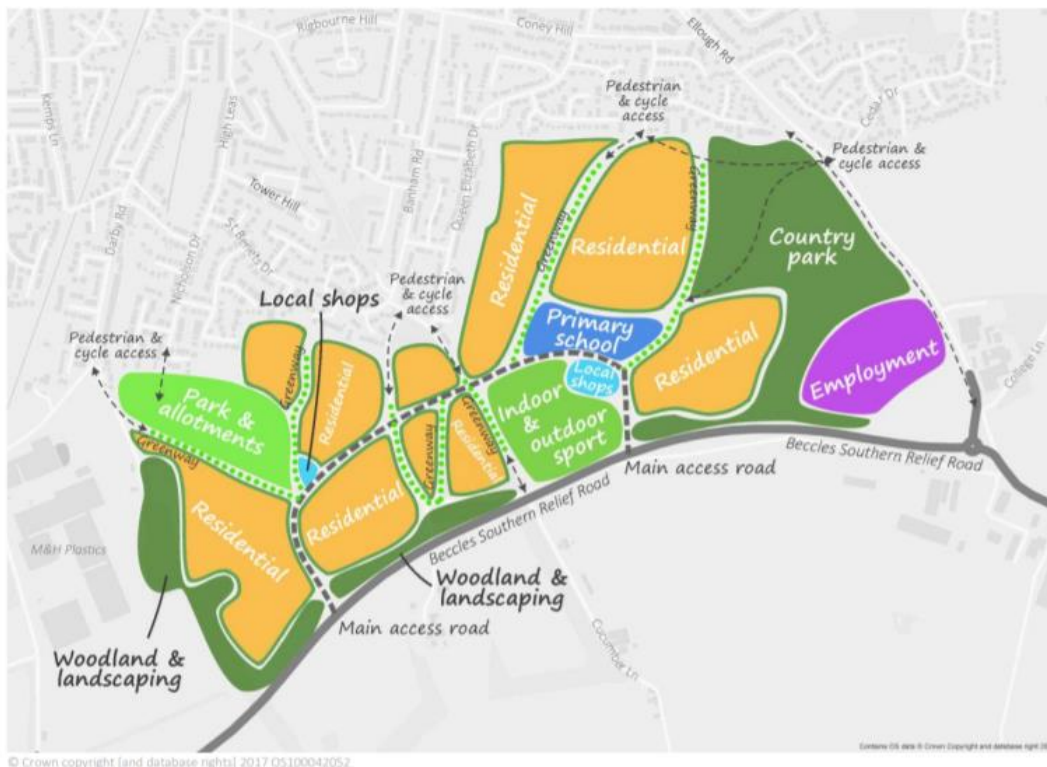 Rigbourne Hill
Coney Hill
Ellough Rd
Kemps Ln
High Leas
Pedestrian
& cycle
access
Cedar Dr
Pedestrian &
cycle access
Banham Rd
Queen Elizabeth Dr
Tower Hill
St Benets Dr
Darby Rd
Nicholson Dr
Residential
Greenway
Residential
Greenway
Country
park
Pedestrian
& cycle
access
Local shops
Primary
school
Pedestrian &
cycle access
Residential
Employment
College Ln
Greenway
Residential
Local
shops
Park &
allotments
Indoor
&
outdoor
sport
Greenway
Greenway
Residential
Greenway
Main access road
Beccles Southern Relief Road
Residential
Residential
Beccles Southern Relief Road
M&H Plastics
Woodland &
landscaping
Main access road
Cucumber Ln
Woodland &
landscaping
© Crown copyright [and database rights] 2017 OS100042052